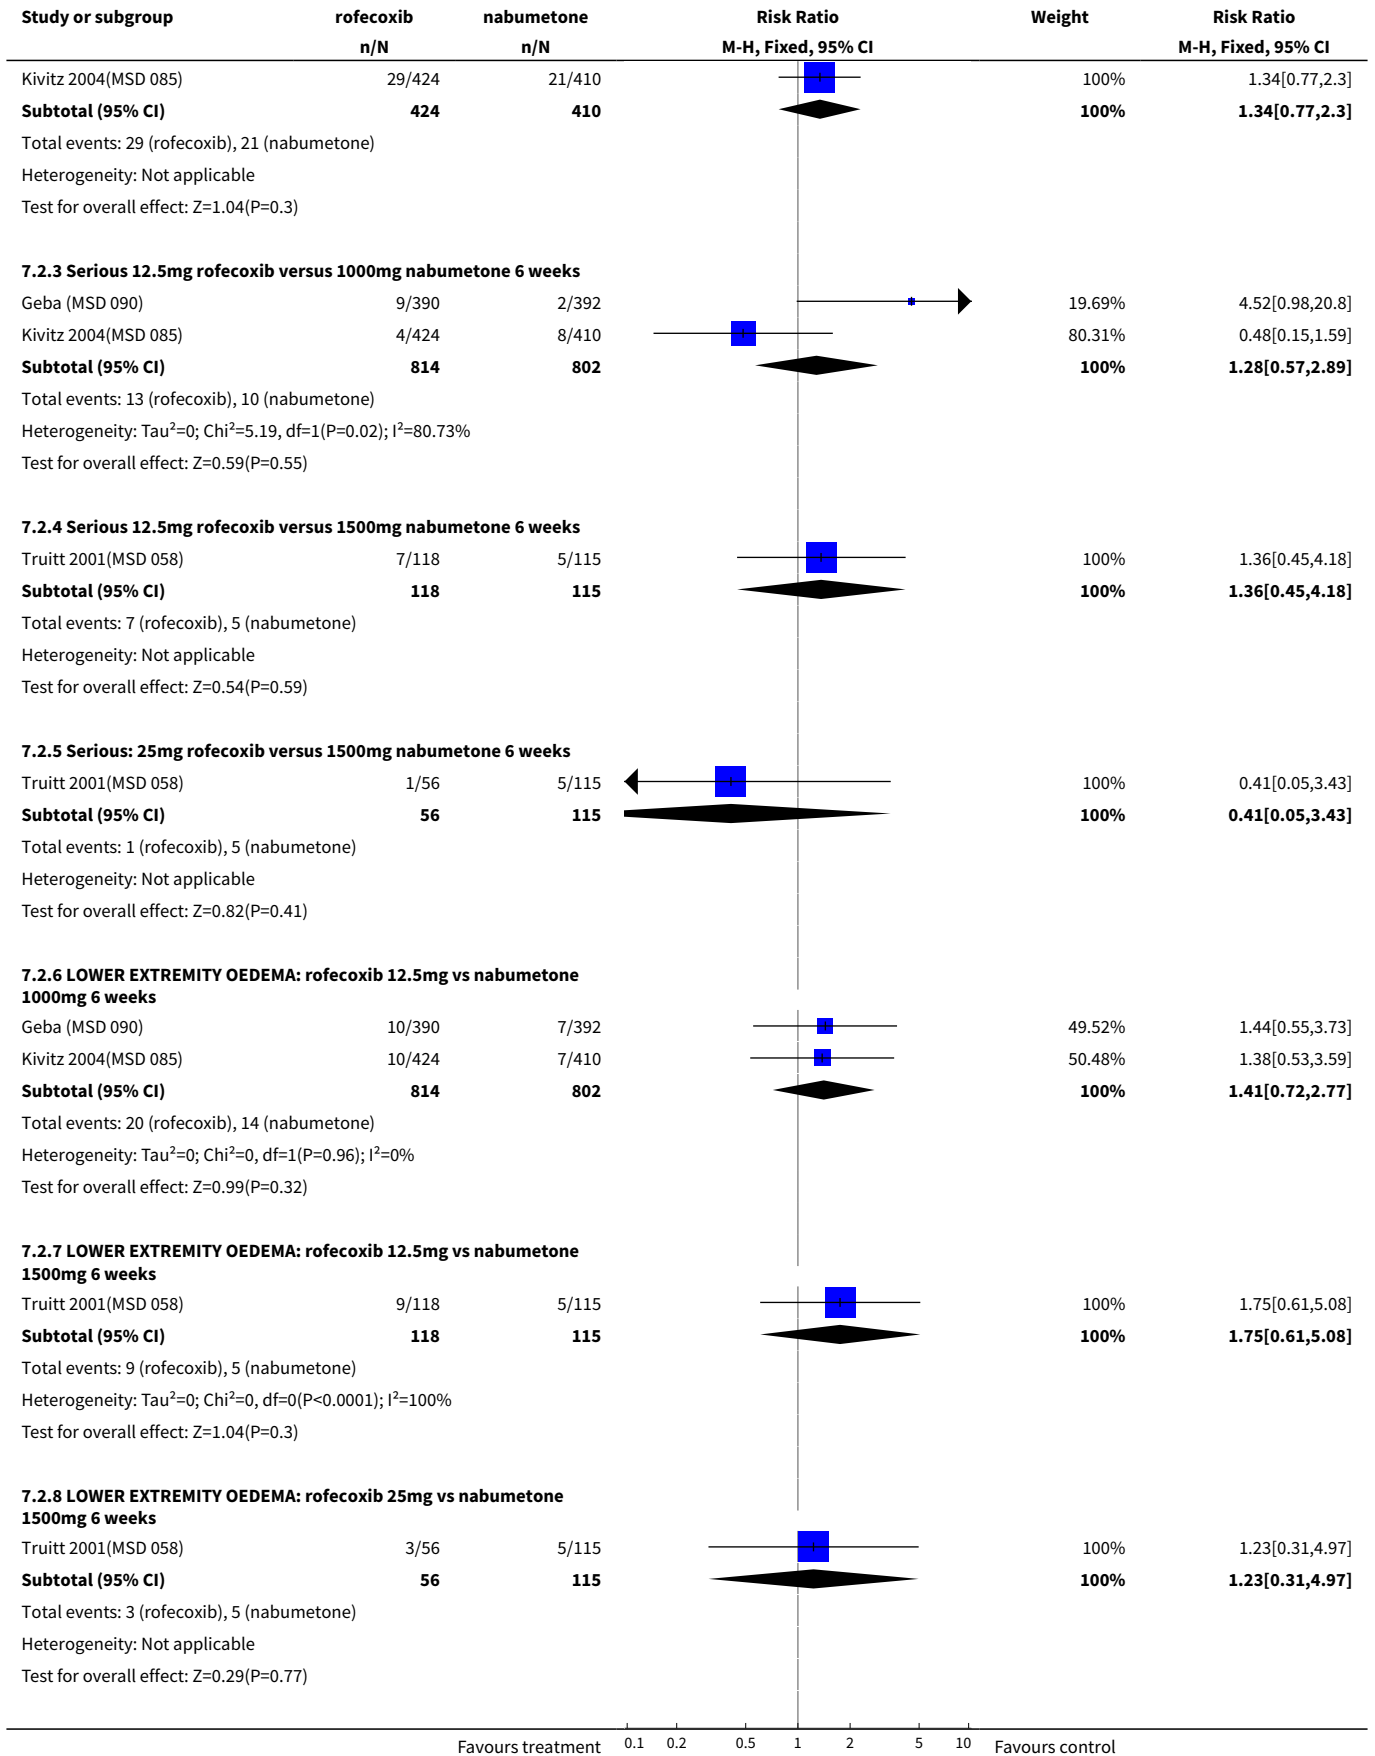 Study or subgroup rofecoxib nabumetone Risk Ratio Weight Risk Ratio
n/N n/N M-H, Fixed, 95% CI M-H, Fixed, 95% CI
Kivitz 2004(MSD 085) 29/424 21/410 100% 1.34[0.77,2.3]
Subtotal (95% CI) 424 410 100% 1.34[0.77,2.3]
Total events: 29 (rofecoxib), 21 (nabumetone)
Heterogeneity: Not applicable
Test for overall effect: Z=1.04(P=0.3)
7.2.3 Serious 12.5mg rofecoxib versus 1000mg nabumetone 6 weeks
Geba (MSD 090) 9/390 2/392 19.69% 4.52[0.98,20.8]
Kivitz 2004(MSD 085) 4/424 8/410 80.31% 0.48[0.15,1.59]
Subtotal (95% CI) 814 802 100% 1.28[0.57,2.89]
Total events: 13 (rofecoxib), 10 (nabumetone)
Heterogeneity: Tau²=0; Chi²=5.19, df=1(P=0.02); I²=80.73%
Test for overall effect: Z=0.59(P=0.55)
7.2.4 Serious 12.5mg rofecoxib versus 1500mg nabumetone 6 weeks
Truitt 2001(MSD 058) 7/118 5/115 100% 1.36[0.45,4.18]
Subtotal (95% CI) 118 115 100% 1.36[0.45,4.18]
Total events: 7 (rofecoxib), 5 (nabumetone)
Heterogeneity: Not applicable
Test for overall effect: Z=0.54(P=0.59)
7.2.5 Serious: 25mg rofecoxib versus 1500mg nabumetone 6 weeks
Truitt 2001(MSD 058) 1/56 5/115 100% 0.41[0.05,3.43]
Subtotal (95% CI) 56 115 100% 0.41[0.05,3.43]
Total events: 1 (rofecoxib), 5 (nabumetone)
Heterogeneity: Not applicable
Test for overall effect: Z=0.82(P=0.41)
7.2.6 LOWER EXTREMITY OEDEMA: rofecoxib 12.5mg vs nabumetone
1000mg 6 weeks
Geba (MSD 090) 10/390 7/392 49.52% 1.44[0.55,3.73]
Kivitz 2004(MSD 085) 10/424 7/410 50.48% 1.38[0.53,3.59]
Subtotal (95% CI) 814 802 100% 1.41[0.72,2.77]
Total events: 20 (rofecoxib), 14 (nabumetone)
Heterogeneity: Tau²=0; Chi²=0, df=1(P=0.96); I²=0%
Test for overall effect: Z=0.99(P=0.32)
7.2.7 LOWER EXTREMITY OEDEMA: rofecoxib 12.5mg vs nabumetone
1500mg 6 weeks
Truitt 2001(MSD 058) 9/118 5/115 100% 1.75[0.61,5.08]
Subtotal (95% CI) 118 115 100% 1.75[0.61,5.08]
Total events: 9 (rofecoxib), 5 (nabumetone)
Heterogeneity: Tau²=0; Chi²=0, df=0(P<0.0001); I²=100%
Test for overall effect: Z=1.04(P=0.3)
7.2.8 LOWER EXTREMITY OEDEMA: rofecoxib 25mg vs nabumetone
1500mg 6 weeks
Truitt 2001(MSD 058) 3/56 5/115 100% 1.23[0.31,4.97]
Subtotal (95% CI) 56 115 100% 1.23[0.31,4.97]
Total events: 3 (rofecoxib), 5 (nabumetone)
Heterogeneity: Not applicable
Test for overall effect: Z=0.29(P=0.77)
Favours treatment 0.1 0.2 0.5 1 2 5 10 Favours control